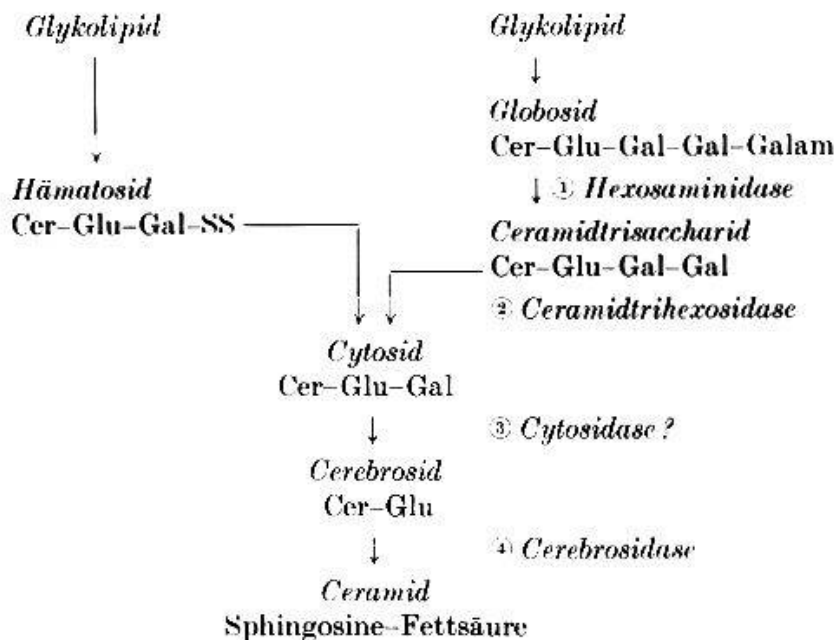 Glykolipid
Hämatosid
Cer–Glu–Gal–SS
Glykolipid
Globosid
Cer–Glu–Gal–Gal–Galam
① Hexosaminidase
Ceramidtrisaccharid
Cer–Glu–Gal–Gal
② Ceramidtrihexosidase
Cytosid
Cer–Glu–Gal
③ Cytosidase ?
Cerebrosid
Cer–Glu
④ Cerebrosidase
Ceramid
Sphingosine–Fettsäure